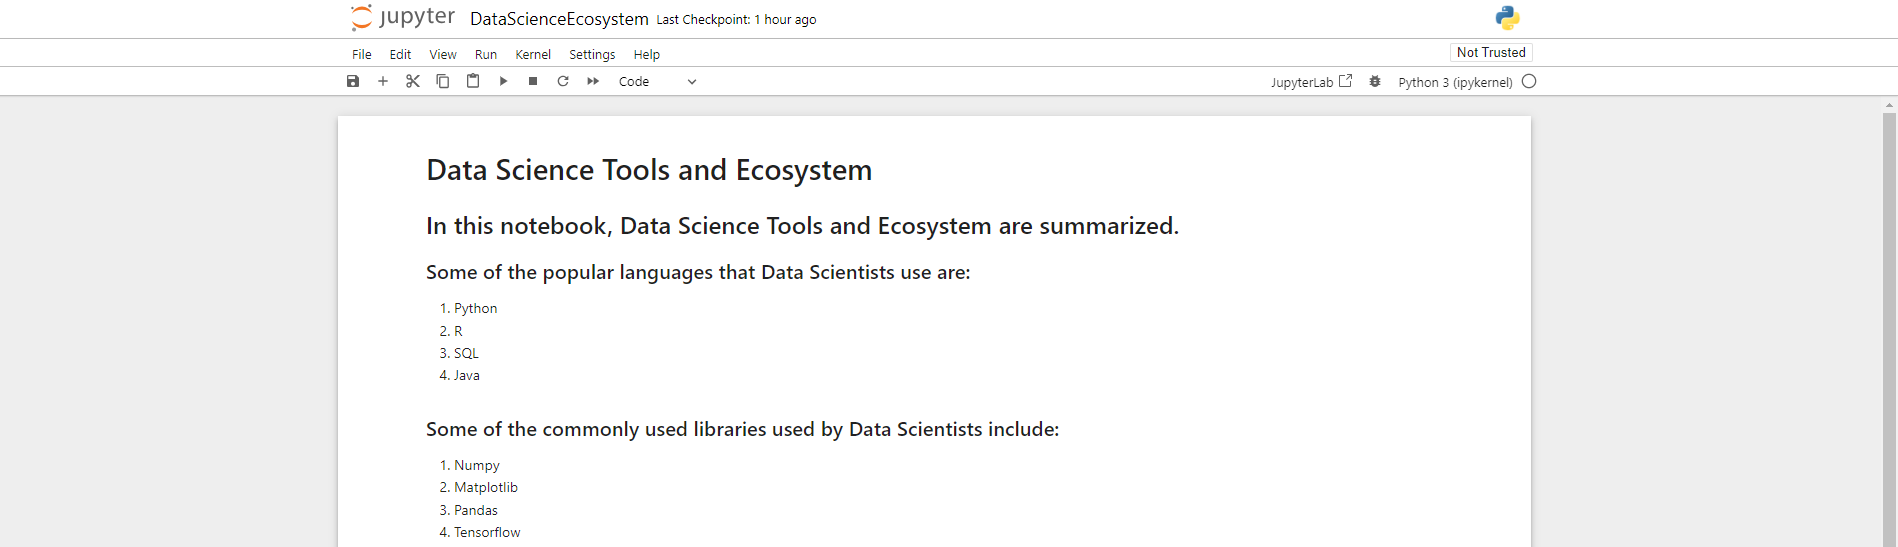 jupyter DataScienceEcosystem Last Checkpoint: 1 hour ago
File Edit View Run Kernel Settings Help Not Trusted
Code JupyterLab Python 3 (ipykernel)
Data Science Tools and Ecosystem
In this notebook, Data Science Tools and Ecosystem are summarized.
Some of the popular languages that Data Scientists use are:
1. Python
2. R
3. SQL
4. Java
Some of the commonly used libraries used by Data Scientists include:
1. Numpy
2. Matplotlib
3. Pandas
4. Tensorflow